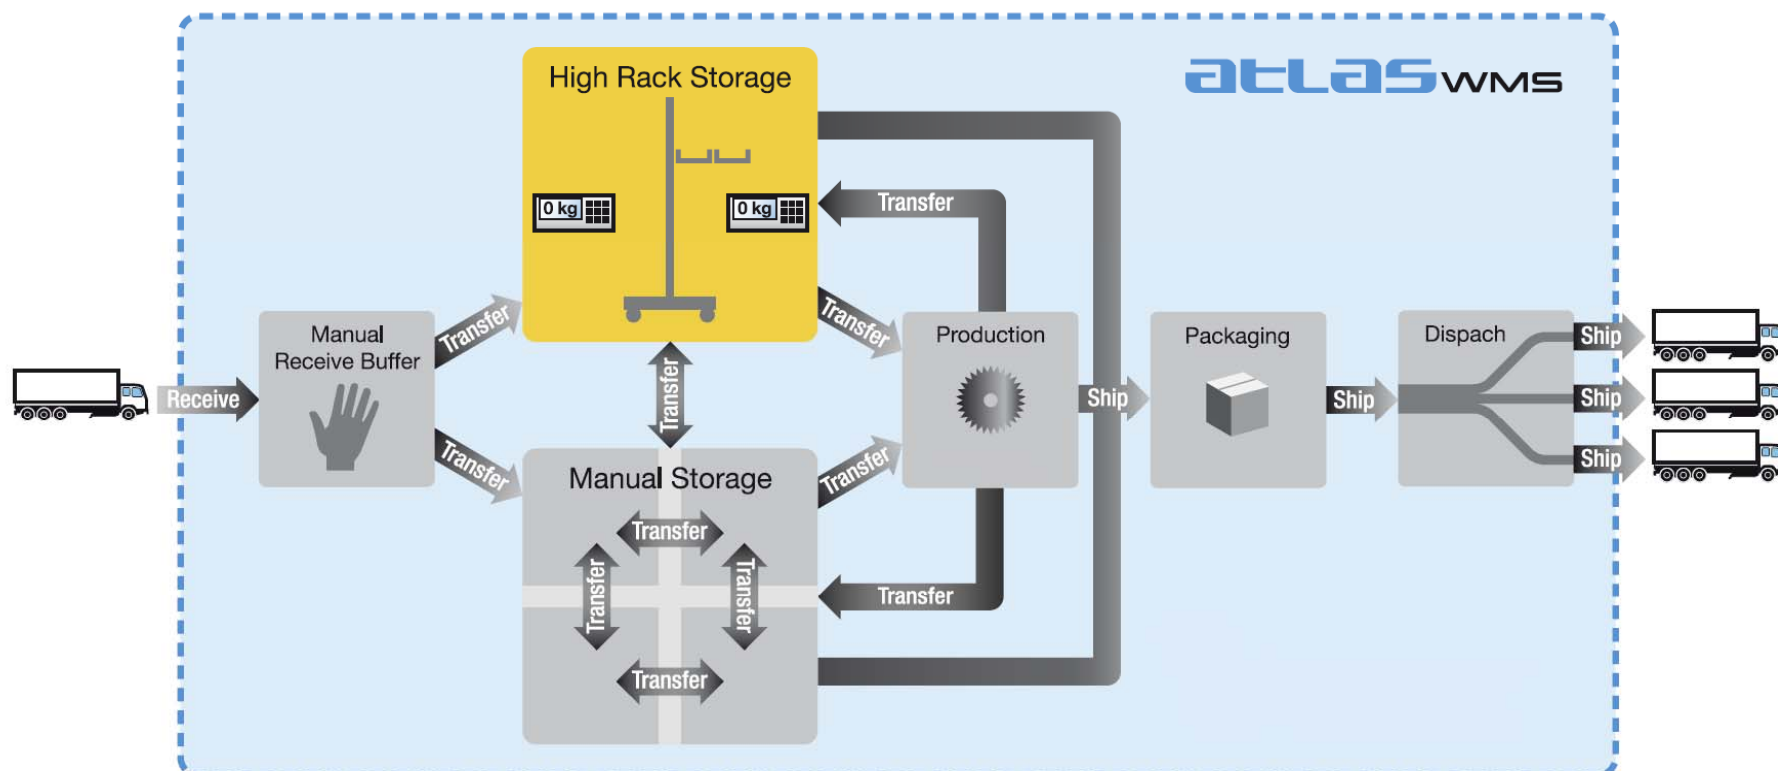 atlas WMS
High Rack Storage
0 kg
0 kg
Transfer
Transfer
Transfer
Manual
Receive Buffer
Receive
Transfer
Transfer
Production
Packaging
Dispach
Ship
Ship
Ship
Ship
Ship
Manual Storage
Transfer
Transfer
Transfer
Transfer
Transfer
Transfer
Transfer